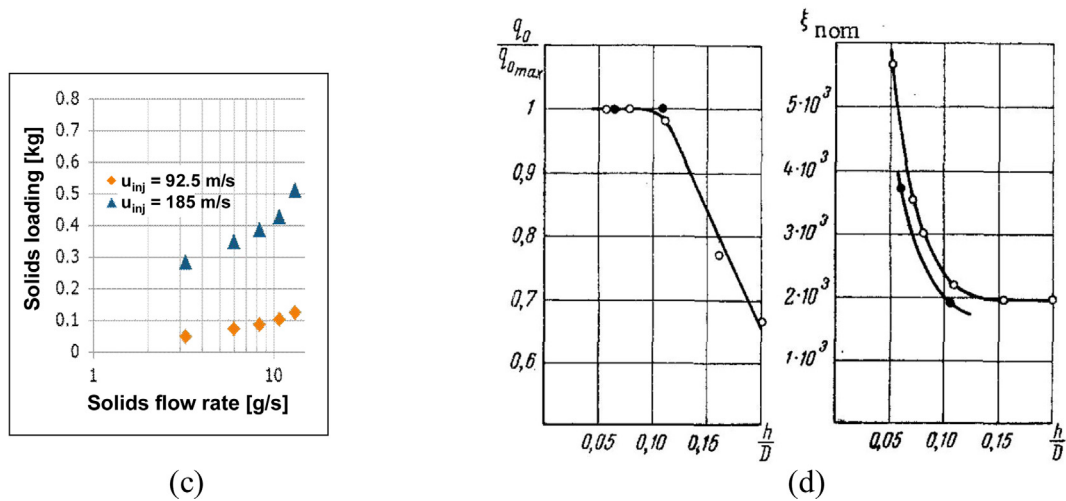 Solids loading [kg]
0.8
0.7
0.6
0.5
0.4
0.3
0.2
0.1
0
u_inj = 92.5 m/s
u_inj = 185 m/s
1
10
Solids flow rate [g/s]
(c)
q₀
q₀max
1
0,9
0,8
0,7
0,6
0,05
0,10
0,15
h
D
ξnom
5·10³
4·10³
3·10³
2·10³
1·10³
0,05
0,10
0,15
h
D
(d)